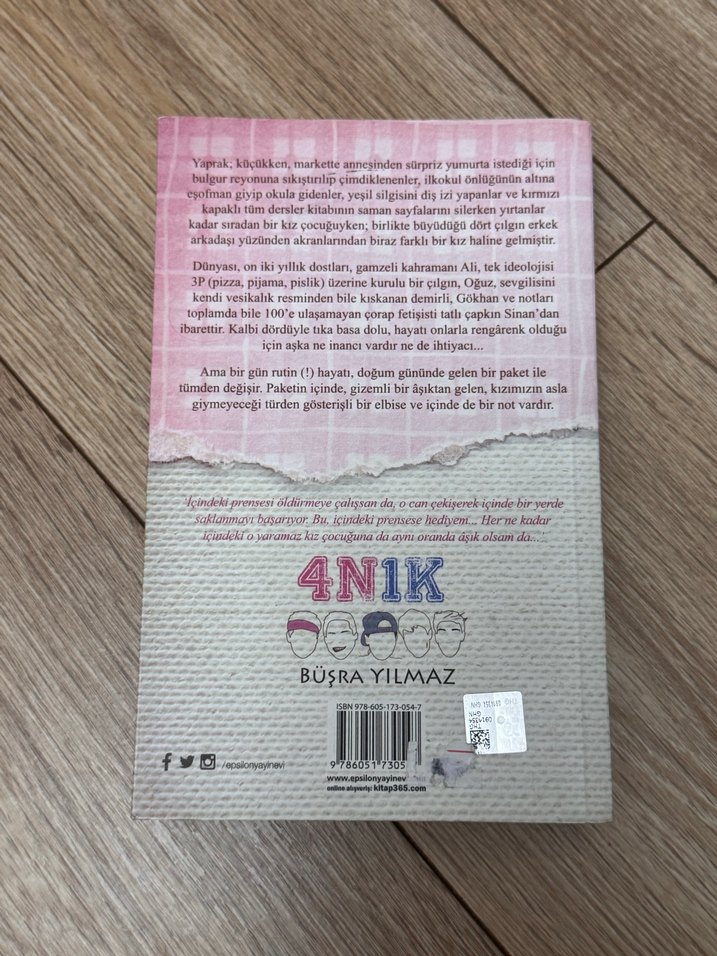 Yaprak; küçükken, markette annesinden sürpriz yumurta istediği için
bulgur reyonuna sıkıştırılıp çimdiklenenler, ilkokul önlüğünün altına
eşofman giyip okula gidenler, yeşil silgisini diş izi yapanlar ve kırmızı
kapaklı tüm dersler kitabının saman sayfalarını silerken yırtanlar
kadar sıradan bir kız çocuğuyken; birlikte büyüdüğü dört çılgın erkek
arkadaşı yüzünden akranlarından biraz farklı bir kız haline gelmiştir.
Dünyası, on iki yıllık dostları, gamzeli kahramanı Ali, tek ideolojisi
3P (pizza, pijama, pislik) üzerine kurulu bir çılgın, Oğuz, sevgilisini
kendi vesikalık resminden bile kıskanan demirli, Gökhan ve notları
toplamda bile 100'e ulaşamayan çorap fetişisti tatlı çapkın Sinan'dan
ibarettir. Kalbi dördüyle tıka basa dolu, hayatı onlarla rengârenk olduğu
için aşka ne inancı vardır ne de ihtiyacı...
Ama bir gün rutin (!) hayatı, doğum gününde gelen bir paket ile
tümden değişir. Paketin içinde, gizemli bir âşıktan gelen, kızımızın asla
giymeyeceği türden gösterişli bir elbise ve içinde de bir not vardır.
'İçindeki prensesi öldürmeye çalışsan da, o can çekişerek içinde bir yerde
saklanmayı başarıyor. Bu, içindeki prensese hediyem... Her ne kadar
içindeki o yaramaz kız çocuğuna da aynı oranda âşık olsam da...'
4N1K
BÜŞRA YILMAZ
ISBN 978-605-173-054-7
9 786051 7305
/epsilonyayinevi
www.epsilonyayinev
online alışveriş: kitap365.com